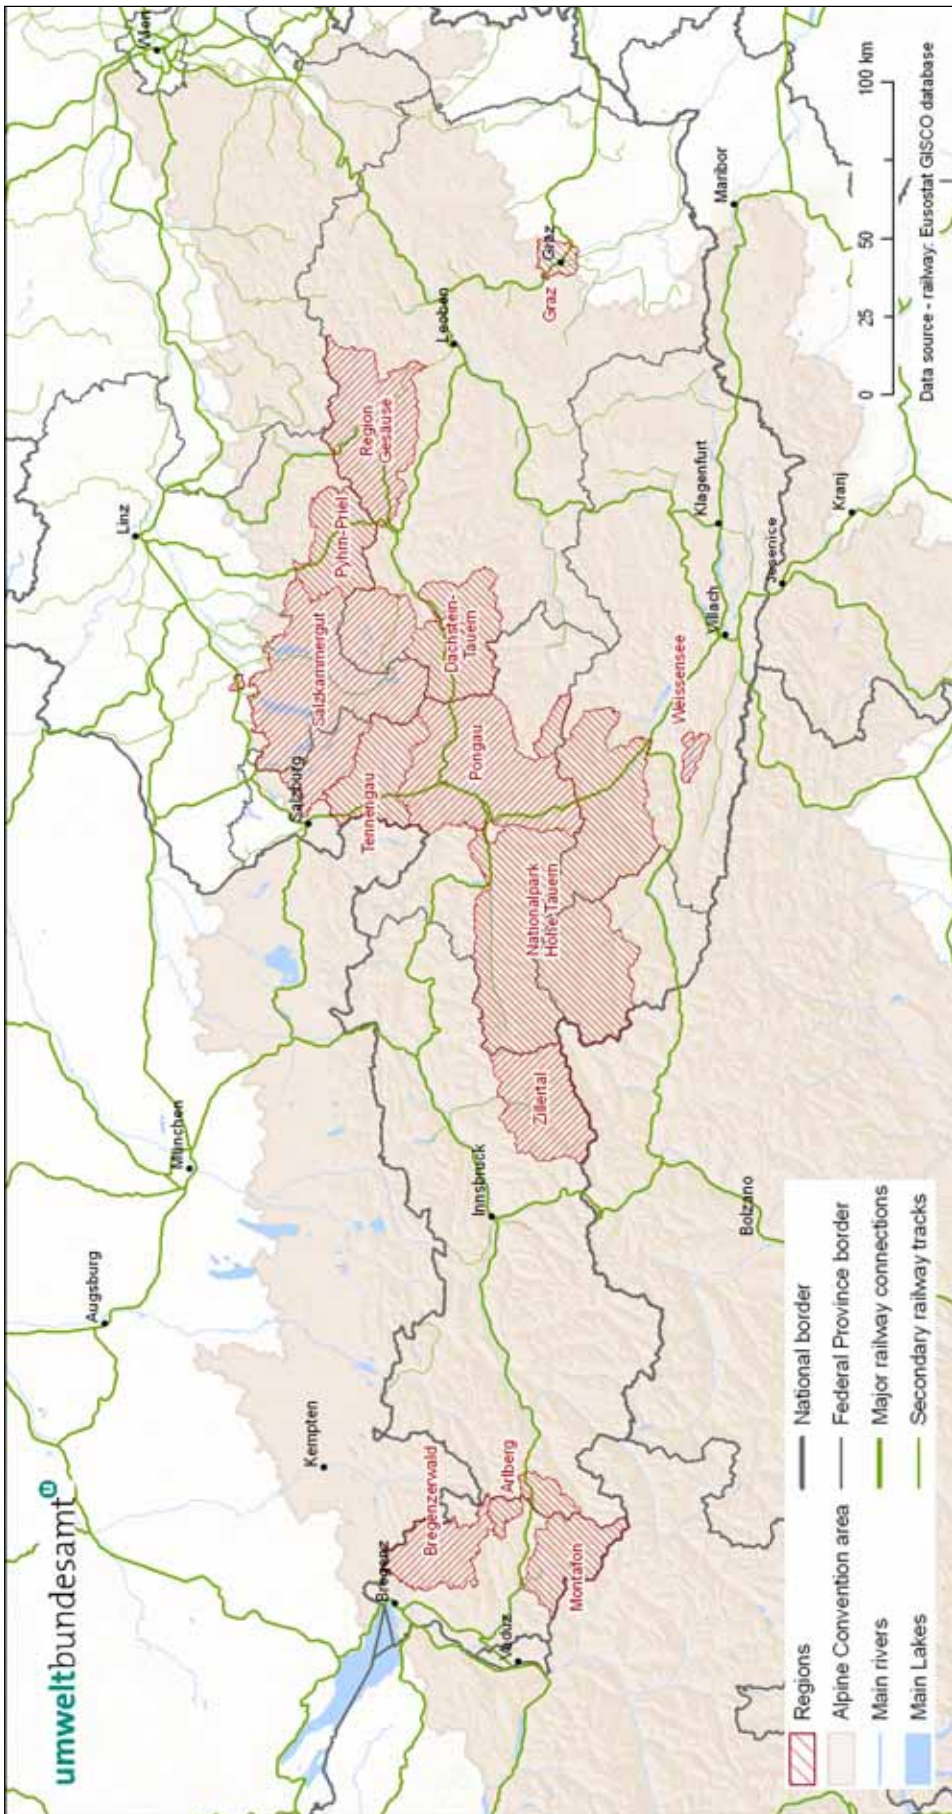 umweltbundesamt
Wien
Linz
München
Augsburg
Kempten
Salzburg
Salzkammergut
Pyhrn-Priel
Region
Gesäuse
Leoben
Tennengau
Pongau
Dachstein-
Tauern
Graz
Graz
Bregenz
Bregenzerwald
Arlberg
Innsbruck
Zillertal
Nationalpark
Hohe Tauern
Vaduz
Montafon
Weissensee
Villach
Klagenfurt
Maribor
Bolzano
Jesenice
Kranj
Regions
Alpine Convention area
Main rivers
Main Lakes
National border
Federal Province border
Major railway connections
Secondary railway tracks
0 25 50 100 km
Data source - railway: Eusostat GISCO database